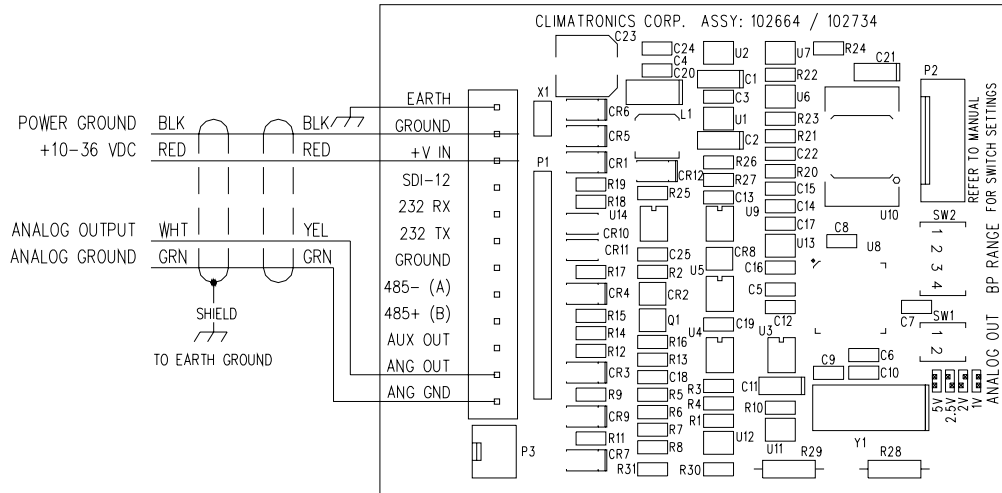 CLIMATRONICS CORP. ASSY: 102664 / 102734
EARTH
POWER GROUND BLK BLK GROUND
+10-36 VDC RED RED +V IN
SDI-12
232 RX
232 TX
ANALOG OUTPUT WHT YEL
ANALOG GROUND GRN GRN
GROUND
485- (A)
485+ (B)
AUX OUT
ANG OUT
ANG GND
SHIELD
TO EARTH GROUND
P3
X1
P1
C23
CR6
CR5
CR1
R19
R18
U14
CR10
CR11
R17
CR4
R15
R14
R12
CR3
R9
CR9
R11
CR7
R31
C24
C4
C20
L1
CR12
R25
C25
R2
CR2
Q1
R16
R13
C18
R5
R6
R7
R8
R30
U2
C1
C3
U1
C2
R26
R27
C13
U9
CR8
U5
C19
U4
R3
R4
R1
U12
U7
R22
U6
R23
R21
C22
R20
C15
C14
C17
U13
C16
C5
C12
U3
C11
R10
U11
R29
R28
R24
C21
U10
C8
U8
C7
C6
C9
C10
Y1
P2
REFER TO MANUAL
FOR SWITCH SETTINGS
SW2
1 2 3 4
BP RANGE
SW1
1 2
ANALOG OUT
5V
2.5V
2V
1V